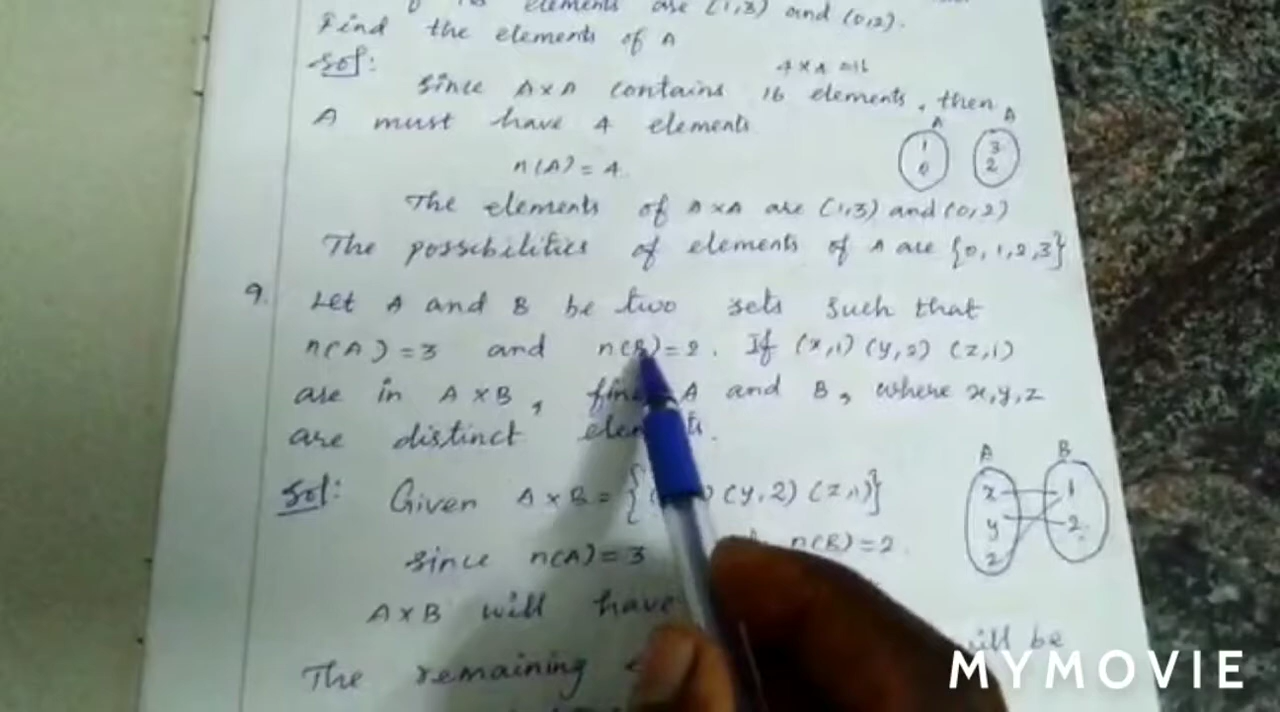 elements are (1,3) and (0,2).
Find the elements of A
Sol:
4 x 4 = 16
since A x A contains 16 elements, then
A must have 4 elements
A A
1 3
0 2
n(A) = 4.
The elements of A x A are (1,3) and (0,2)
The possibilities of elements of A are {0,1,2,3}
9. Let A and B be two sets such that
n(A) = 3 and n(B) = 2. If (x,1) (y,2) (z,1)
are in A x B, find A and B, where x,y,z
are distinct elements.
A B
x 1
y 2
z
Sol: Given A x B = { (y,2) (z,1)}
since n(A) = 3 n(B) = 2.
A x B will have
will be
The remaining
MYMOVIE